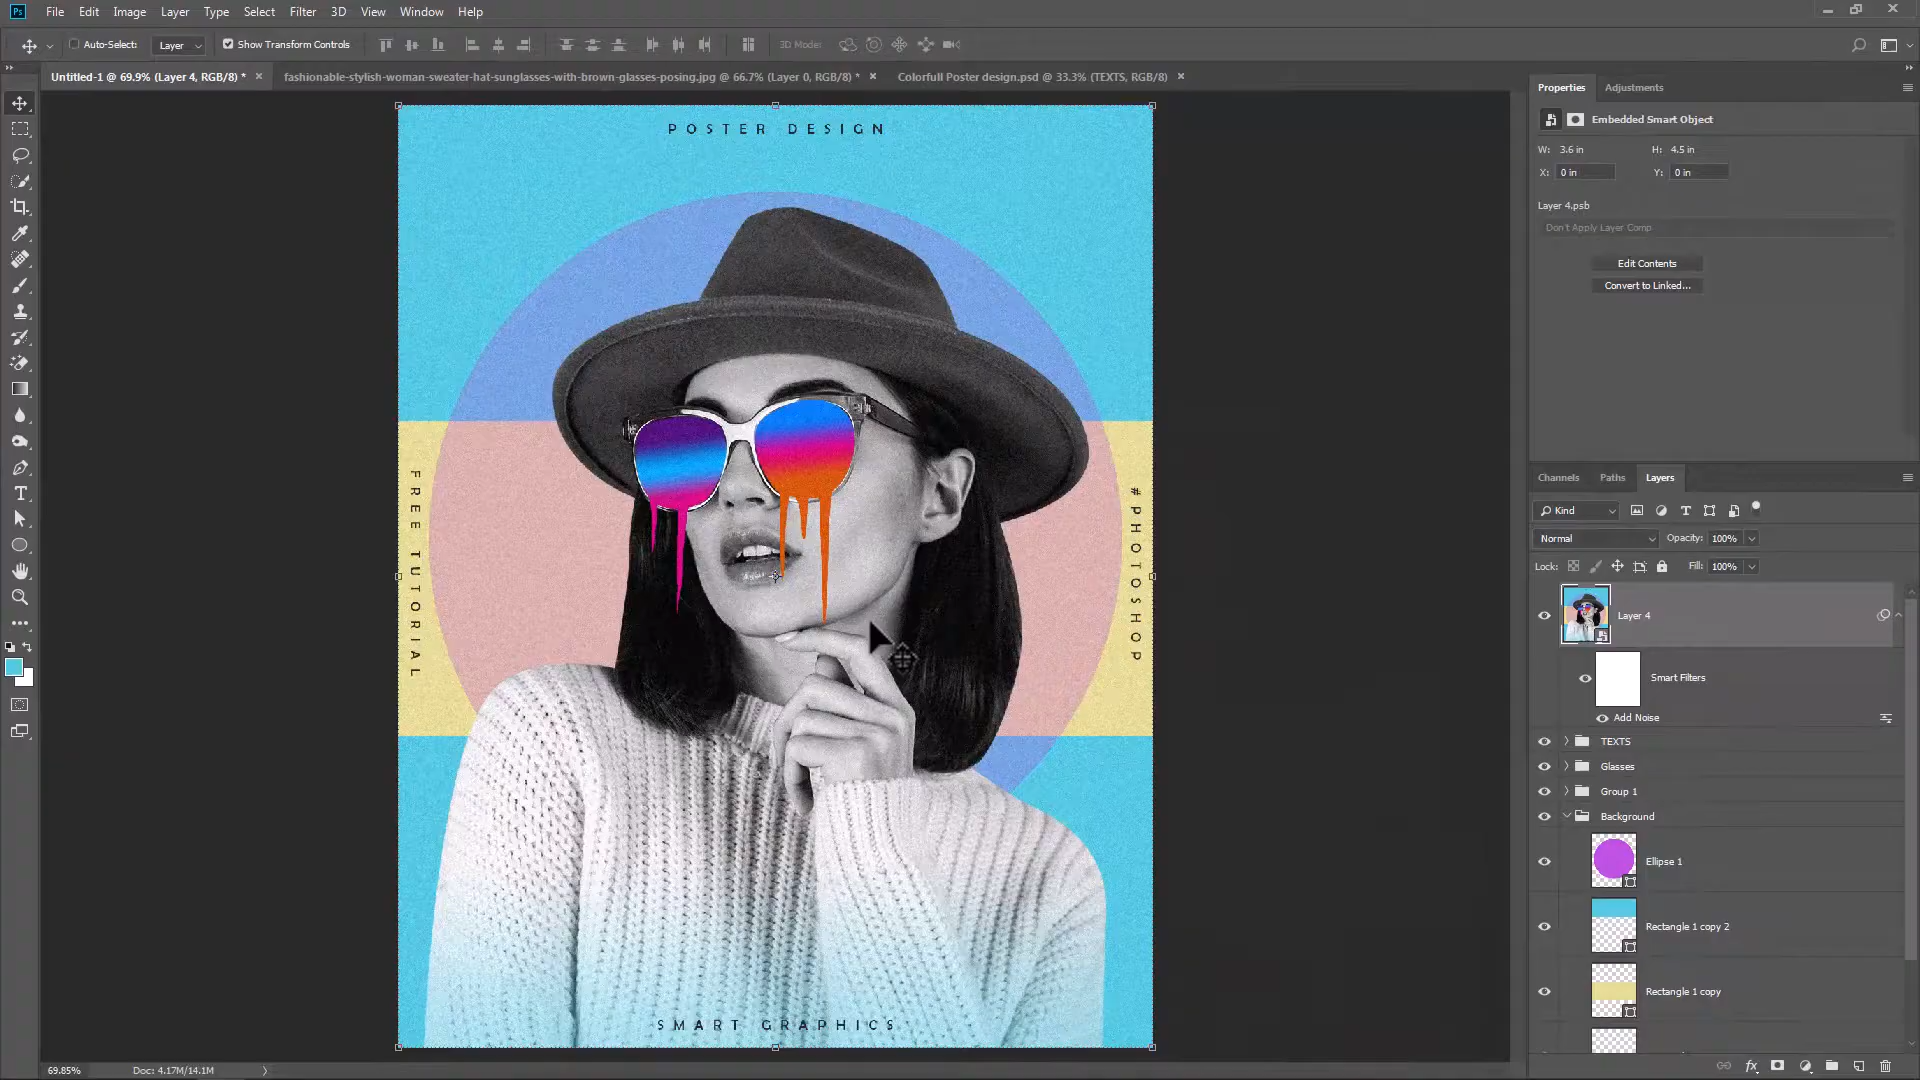 Ps File Edit Image Layer Type Select Filter 3D View Window Help
Auto-Select: Layer Show Transform Controls 3D Mode:
Untitled-1 @ 69.9% (Layer 4, RGB/8) * fashionable-stylish-woman-sweater-hat-sunglasses-with-brown-glasses-posing.jpg @ 66.7% (Layer 0, RGB/8) * Colorfull Poster design.psd @ 33.3% (TEXTS, RGB/8)
POSTER DESIGN
FREE TUTORIAL
#PHOTOSHOP
SMART GRAPHICS
Properties Adjustments
Embedded Smart Object
W: 3.6 in H: 4.5 in
X: 0 in Y: 0 in
Layer 4.psb
Don't Apply Layer Comp
Edit Contents
Convert to Linked...
Channels Paths Layers
Kind
Normal Opacity: 100%
Lock: Fill: 100%
Layer 4
Smart Filters
Add Noise
TEXTS
Glasses
Group 1
Background
Ellipse 1
Rectangle 1 copy 2
Rectangle 1 copy
69.85% Doc: 4.17M/14.1M